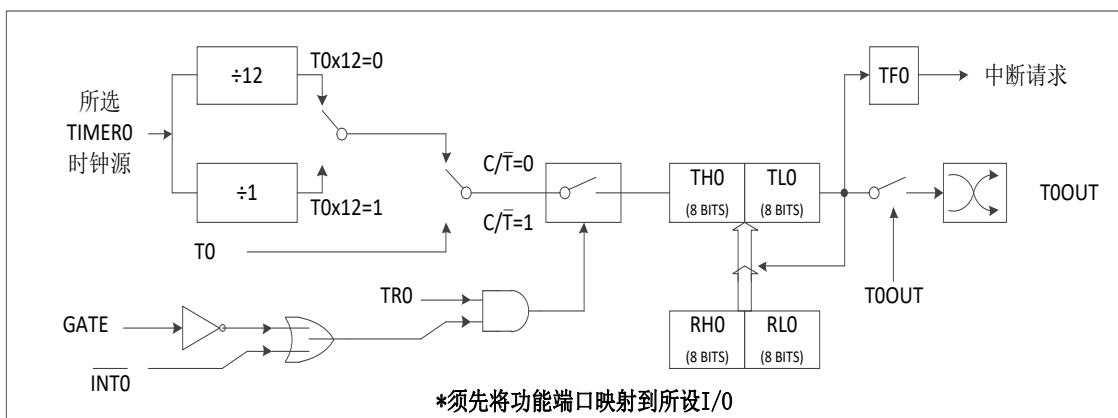 ÷12
T0x12=0
所选
TIMER0
时钟源
÷1
T0x12=1
T0
C/T̅=0
C/T̅=1
TR0
GATE
I̅N̅T̅0̅
TH0
(8 BITS)
TL0
(8 BITS)
RH0
(8 BITS)
RL0
(8 BITS)
TF0
中断请求
T0OUT
T0OUT
*须先将功能端口映射到所设I/0